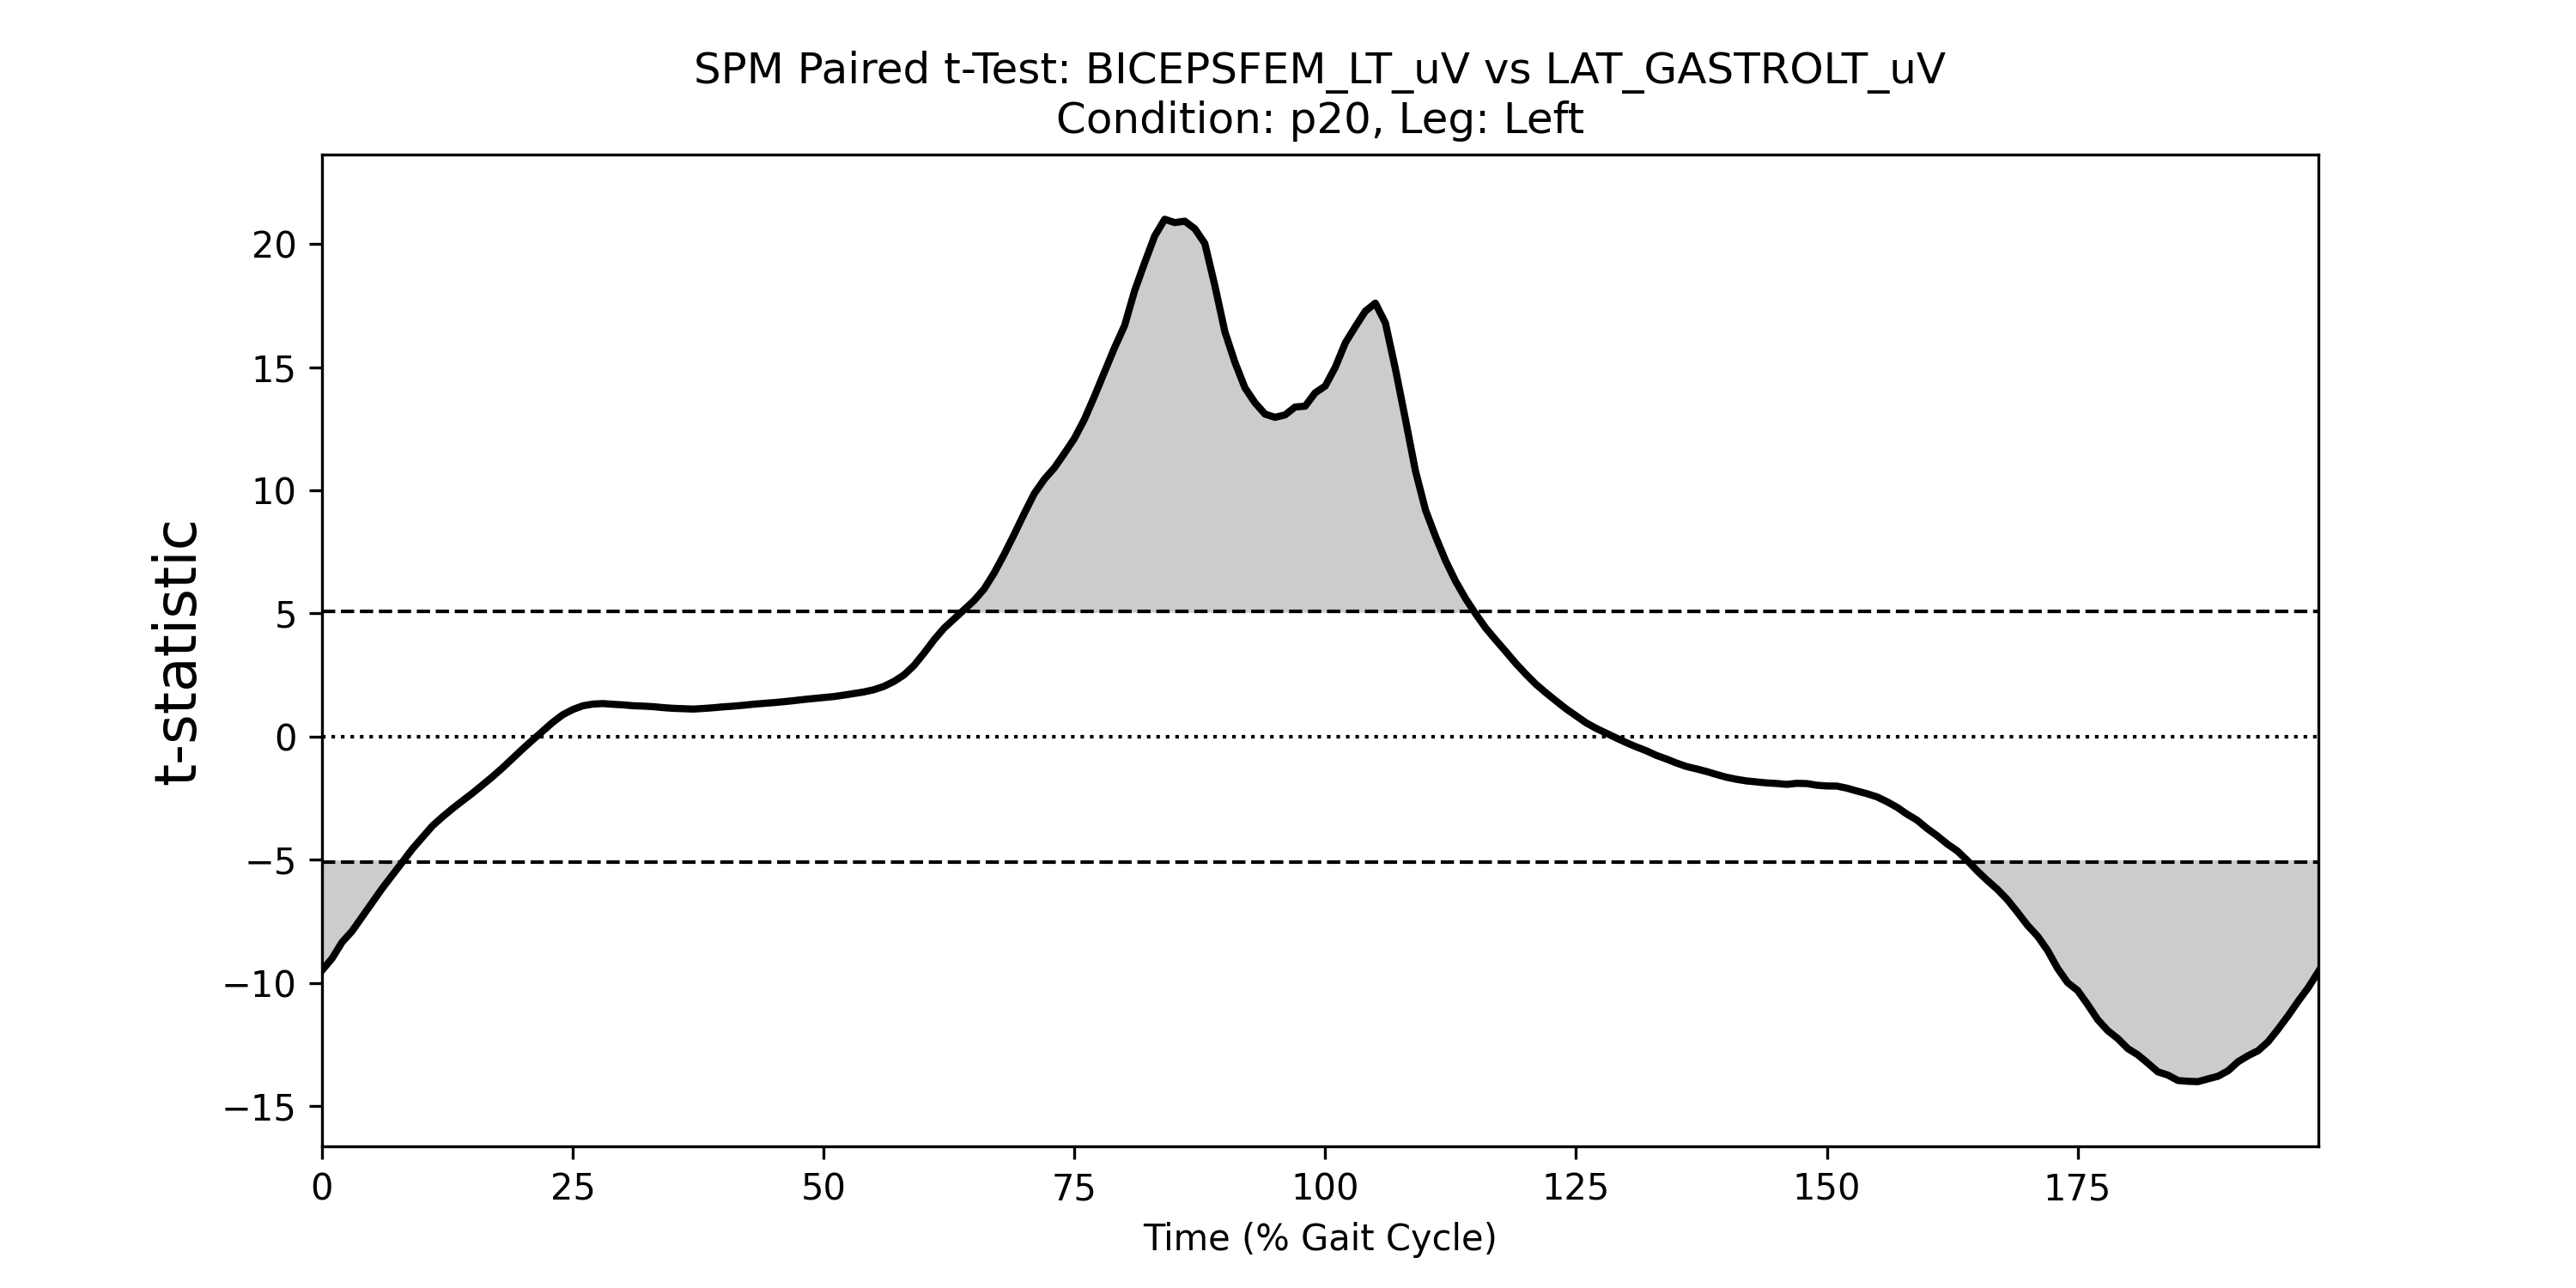 SPM Paired t-Test: BICEPSFEM_LT_uV vs LAT_GASTROLT_uV
Condition: p20, Leg: Left
t-statistic
20
15
10
5
0
−5
−10
−15
0 25 50 75 100 125 150 175
Time (% Gait Cycle)